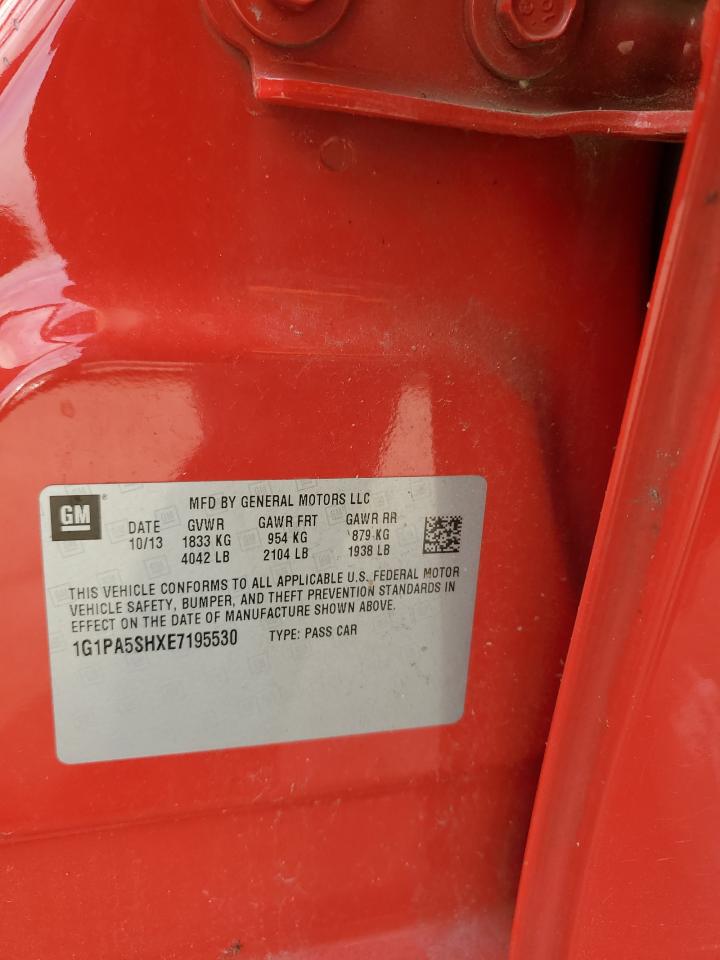 GM
MFD BY GENERAL MOTORS LLC
DATE GVWR GAWR FRT GAWR RR
10/13 1833 KG 954 KG 879 KG
4042 LB 2104 LB 1938 LB
THIS VEHICLE CONFORMS TO ALL APPLICABLE U.S. FEDERAL MOTOR
VEHICLE SAFETY, BUMPER, AND THEFT PREVENTION STANDARDS IN
EFFECT ON THE DATE OF MANUFACTURE SHOWN ABOVE.
1G1PA5SHXE7195530 TYPE: PASS CAR